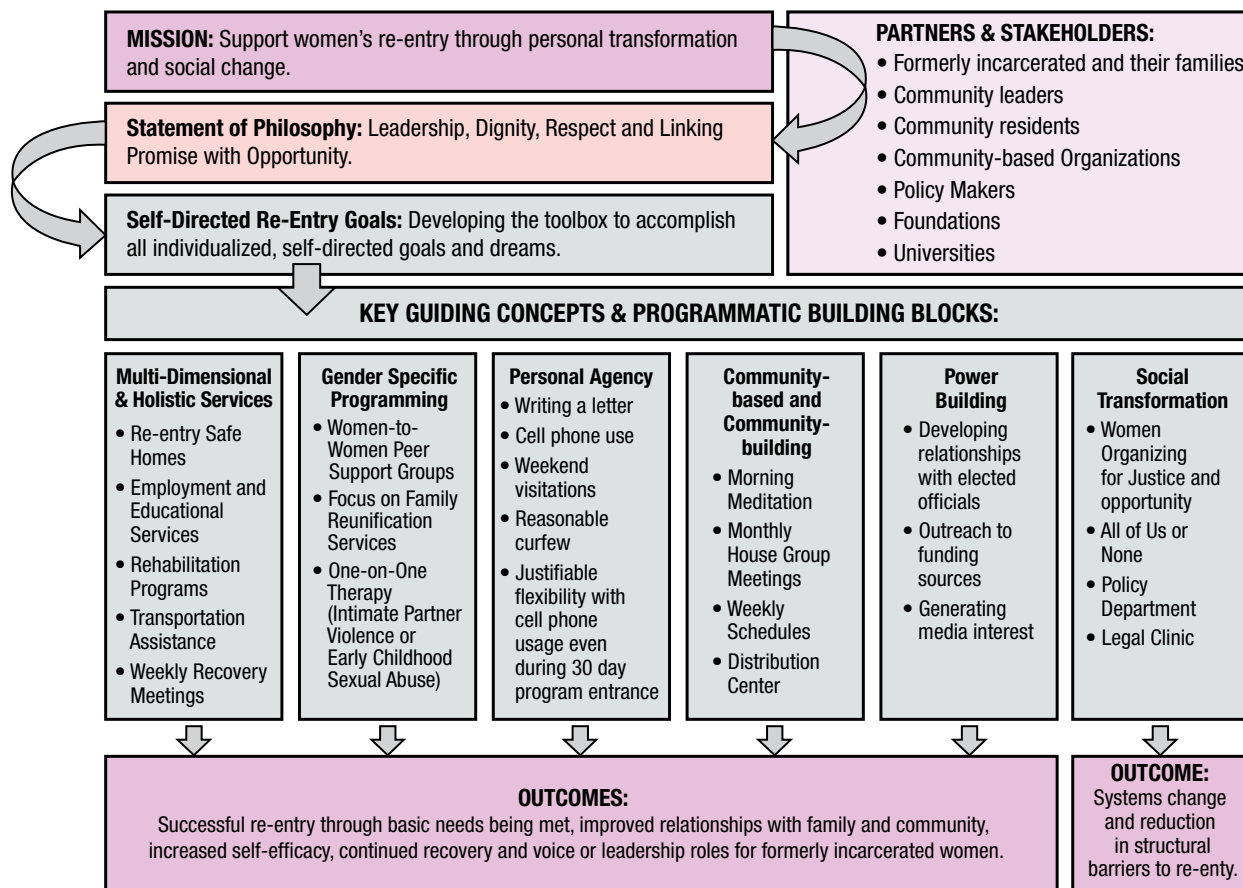 MISSION: Support women's re-entry through personal transformation
and social change.
PARTNERS & STAKEHOLDERS:
• Formerly incarcerated and their families
• Community leaders
• Community residents
• Community-based Organizations
• Policy Makers
• Foundations
• Universities
Statement of Philosophy: Leadership, Dignity, Respect and Linking
Promise with Opportunity.
Self-Directed Re-Entry Goals: Developing the toolbox to accomplish
all individualized, self-directed goals and dreams.
KEY GUIDING CONCEPTS & PROGRAMMATIC BUILDING BLOCKS:
Multi-Dimensional
& Holistic Services
• Re-entry Safe
Homes
• Employment and
Educational
Services
• Rehabilitation
Programs
• Transportation
Assistance
• Weekly Recovery
Meetings
Gender Specific
Programming
• Women-to-
Women Peer
Support Groups
• Focus on Family
Reunification
Services
• One-on-One
Therapy
(Intimate Partner
Violence or
Early Childhood
Sexual Abuse)
Personal Agency
• Writing a letter
• Cell phone use
• Weekend
visitations
• Reasonable
curfew
• Justifiable
flexibility with
cell phone
usage even
during 30 day
program entrance
Community-
based and
Community-
building
• Morning
Meditation
• Monthly
House Group
Meetings
• Weekly
Schedules
• Distribution
Center
Power
Building
• Developing
relationships
with elected
officials
• Outreach to
funding
sources
• Generating
media interest
Social
Transformation
• Women
Organizing
for Justice and
opportunity
• All of Us or
None
• Policy
Department
• Legal Clinic
OUTCOMES:
Successful re-entry through basic needs being met, improved relationships with family and community,
increased self-efficacy, continued recovery and voice or leadership roles for formerly incarcerated women.
OUTCOME:
Systems change
and reduction
in structural
barriers to re-enty.